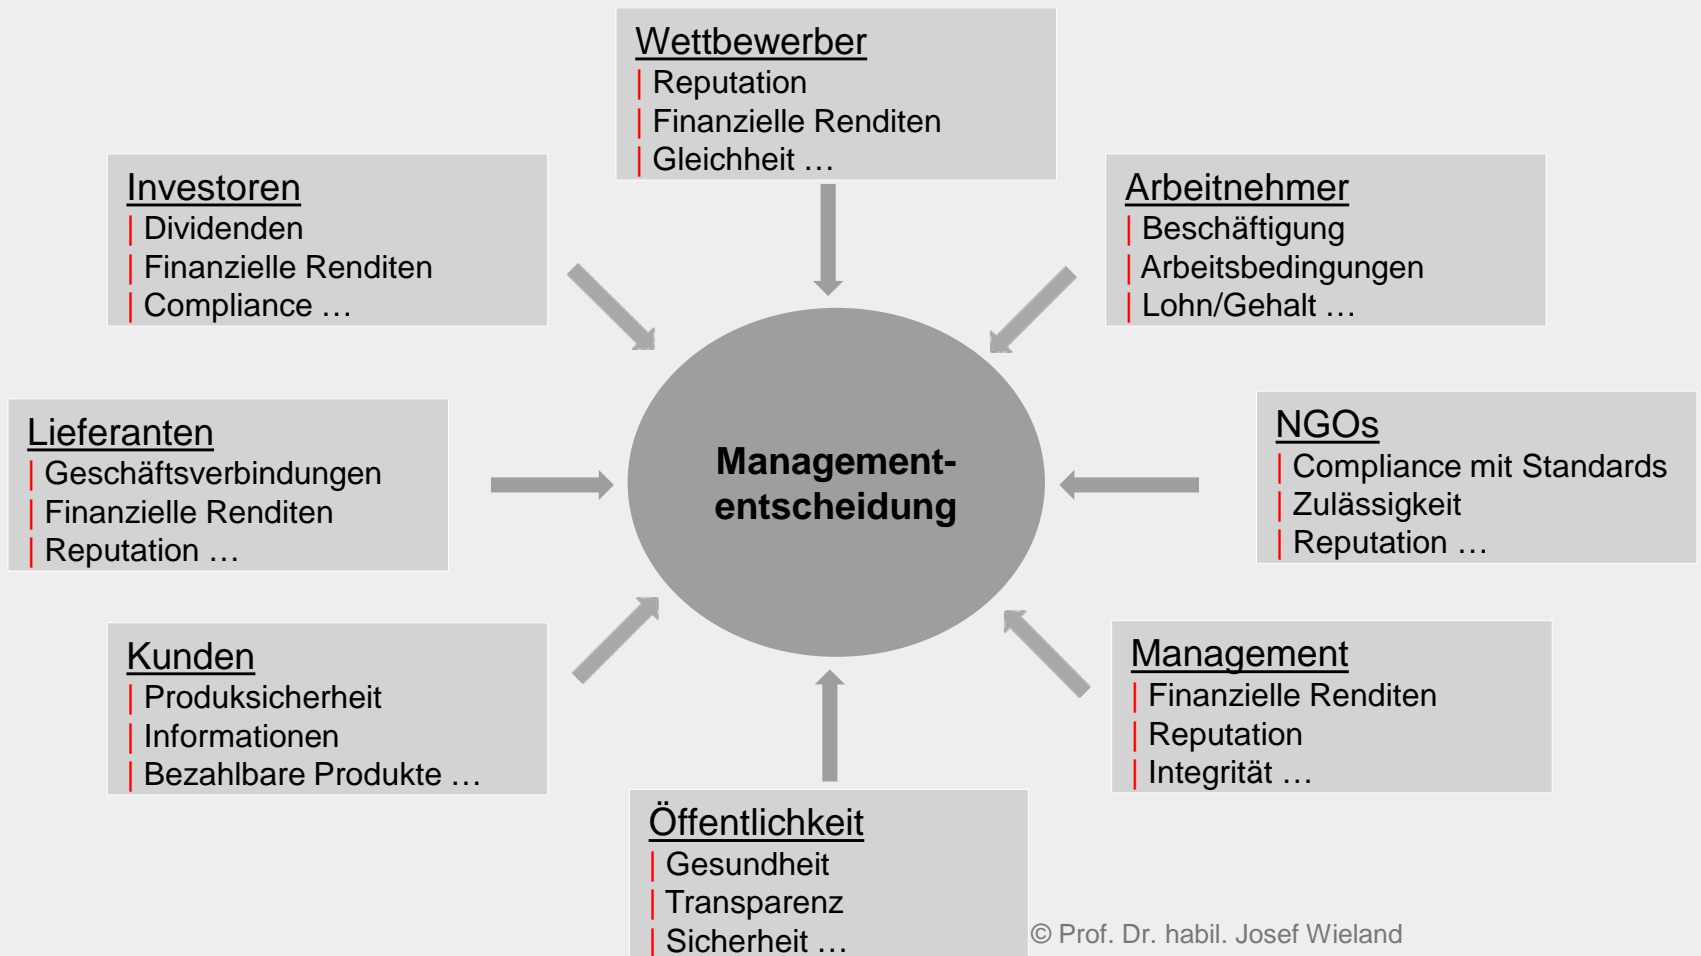 Wettbewerber
| Reputation
| Finanzielle Renditen
| Gleichheit …
Investoren
| Dividenden
| Finanzielle Renditen
| Compliance …
Arbeitnehmer
| Beschäftigung
| Arbeitsbedingungen
| Lohn/Gehalt …
Lieferanten
| Geschäftsverbindungen
| Finanzielle Renditen
| Reputation …
Management-
entscheidung
NGOs
| Compliance mit Standards
| Zulässigkeit
| Reputation …
Kunden
| Produksicherheit
| Informationen
| Bezahlbare Produkte …
Management
| Finanzielle Renditen
| Reputation
| Integrität …
Öffentlichkeit
| Gesundheit
| Transparenz
| Sicherheit …
© Prof. Dr. habil. Josef Wieland